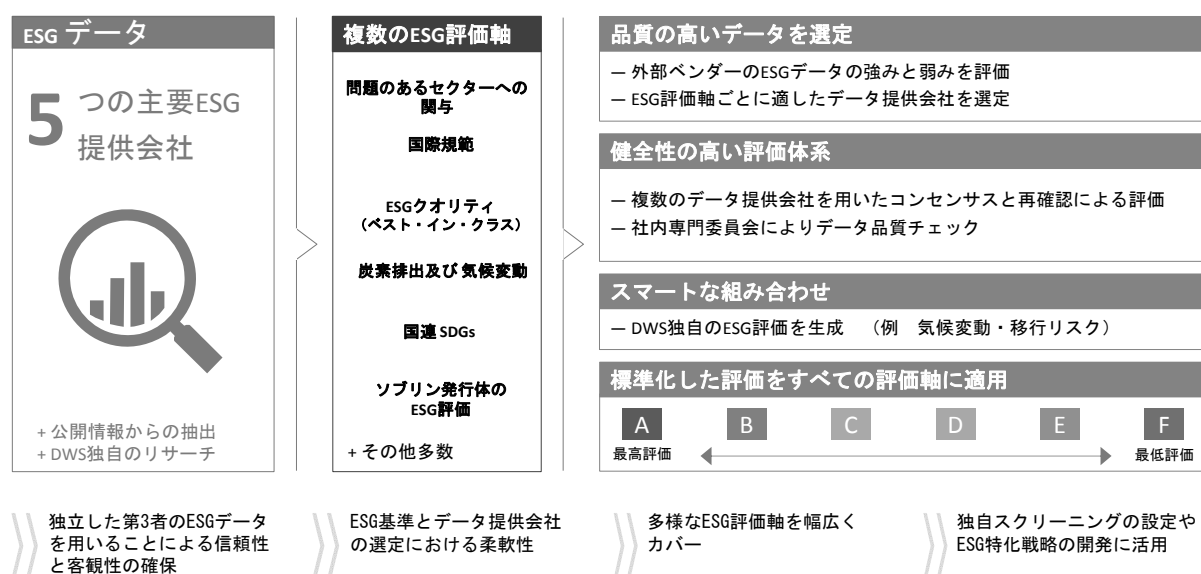 ESG データ
5 つの主要ESG
提供会社
+ 公開情報からの抽出
+ DWS独自のリサーチ
複数のESG評価軸
問題のあるセクターへの
関与
国際規範
ESGクオリティ
（ベスト・イン・クラス）
炭素排出及び 気候変動
国連 SDGs
ソブリン発行体の
ESG評価
+ その他多数
品質の高いデータを選定
— 外部ベンダーのESGデータの強みと弱みを評価
— ESG評価軸ごとに適したデータ提供会社を選定
健全性の高い評価体系
— 複数のデータ提供会社を用いたコンセンサスと再確認による評価
— 社内専門委員会によりデータ品質チェック
スマートな組み合わせ
— DWS独自のESG評価を生成　（例　気候変動・移行リスク）
標準化した評価をすべての評価軸に適用
A B C D E F
最高評価 最低評価
独立した第3者のESGデータ
を用いることによる信頼性
と客観性の確保
ESG基準とデータ提供会社
の選定における柔軟性
多様なESG評価軸を幅広く
カバー
独自スクリーニングの設定や
ESG特化戦略の開発に活用